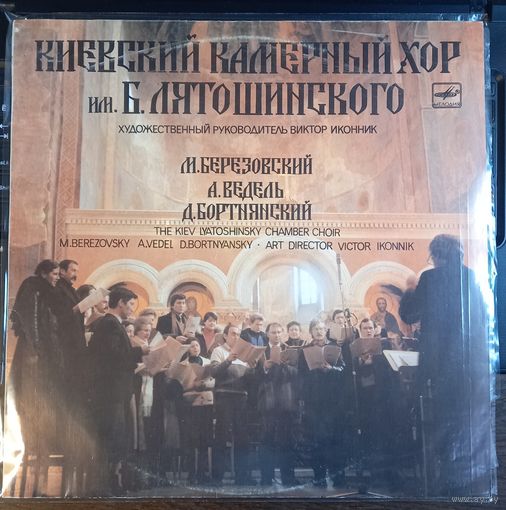 КИЕВСКИЙ КАМЕРНЫЙ ХОР
ИМ. Б. ЛЯТОШИНСКОГО
МЕЛОДИЯ
ХУДОЖЕСТВЕННЫЙ РУКОВОДИТЕЛЬ ВИКТОР ИКОННИК
М.БЕРЕЗОВСКИЙ
А.ВЕДЕЛЬ
Д.БОРТНЯНСКИЙ
THE KIEV LYATOSHINSKY CHAMBER CHOIR
M.BEREZOVSKY A.VEDEL D.BORTNYANSKY · ART DIRECTOR VICTOR IKONNIK